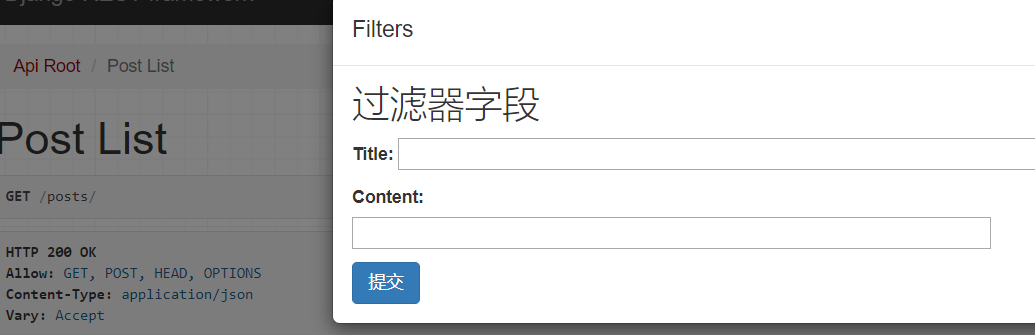 Django REST framework
Filters
Api Root / Post List
过滤器字段
Post List
Title:
GET /posts/
Content:
HTTP 200 OK
Allow: GET, POST, HEAD, OPTIONS
Content-Type: application/json
Vary: Accept
提交